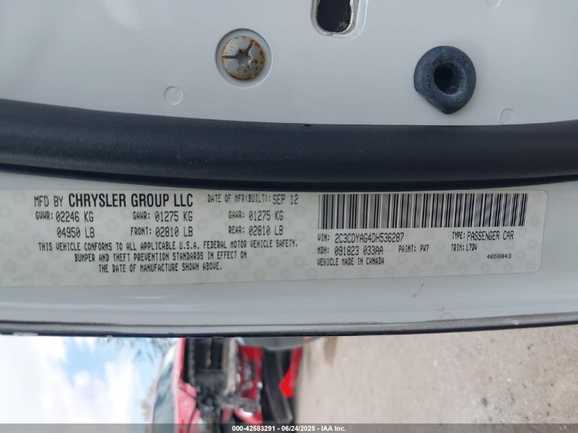 MFD BY CHRYSLER GROUP LLC DATE OF MFR(BUILT): SEP 12
GVWR: 02246 KG GAWR: 01275 KG GAWR: 01275 KG
04950 LB FRONT: 02810 LB REAR: 02810 LB
THIS VEHICLE CONFORMS TO ALL APPLICABLE U.S.A. FEDERAL MOTOR VEHICLE SAFETY,
BUMPER AND THEFT PREVENTION STANDARDS IN EFFECT ON
THE DATE OF MANUFACTURE SHOWN ABOVE.
VIN: 2C3CDYAG4DH536287 TYPE: PASSENGER CAR
MDH: 091823 033AA PAINT: PW7 TRIM: L7DV
VEHICLE MADE IN CANADA 4650043
000-42583291 - 06/24/2025 - IAA Inc.